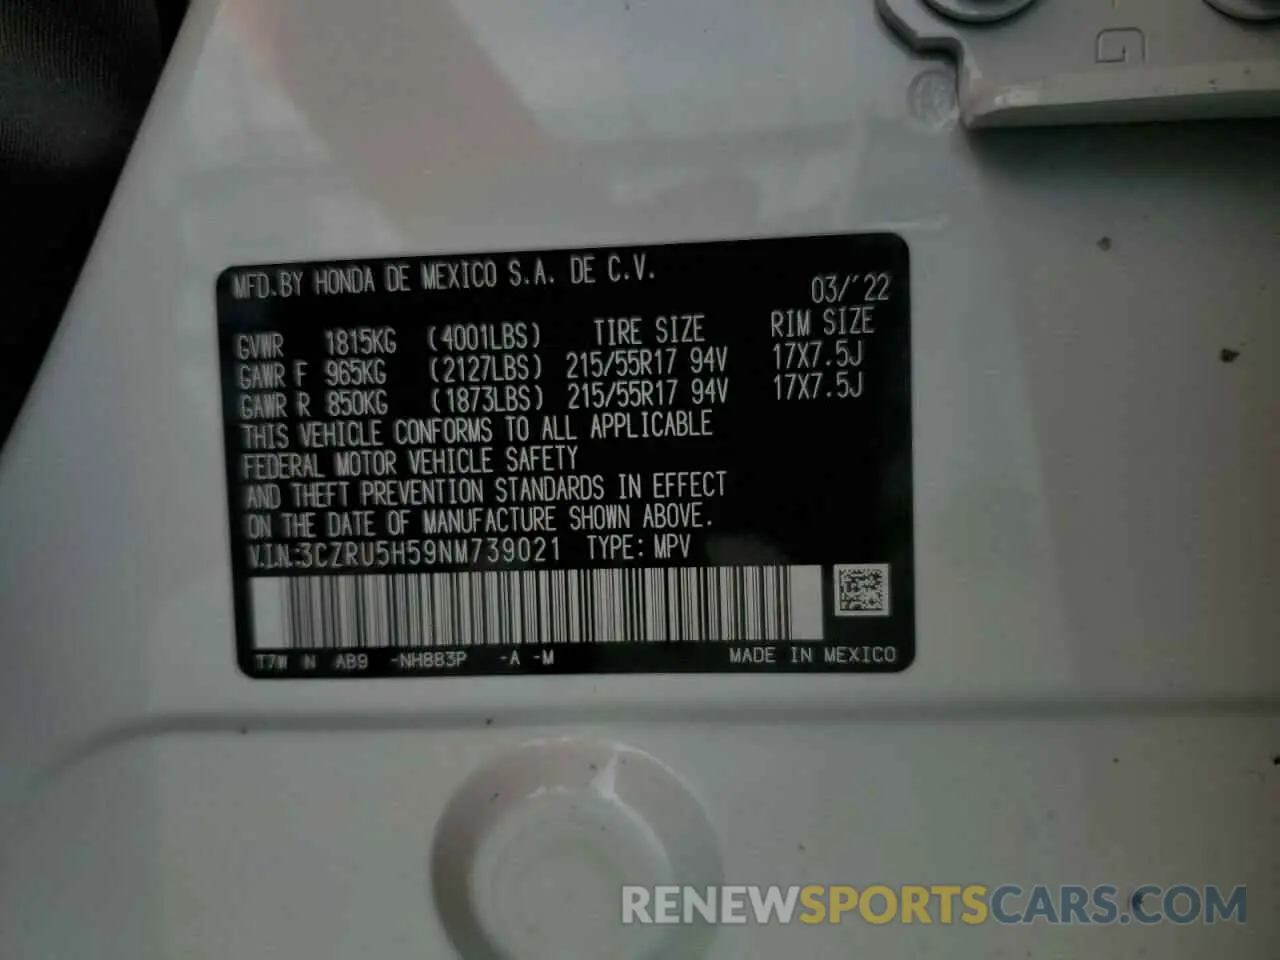 G
MFD.BY HONDA DE MEXICO S.A. DE C.V.
03/'22
GVWR 1815KG (4001LBS) TIRE SIZE RIM SIZE
GAWR F 965KG (2127LBS) 215/55R17 94V 17X7.5J
GAWR R 850KG (1873LBS) 215/55R17 94V 17X7.5J
THIS VEHICLE CONFORMS TO ALL APPLICABLE
FEDERAL MOTOR VEHICLE SAFETY
AND THEFT PREVENTION STANDARDS IN EFFECT
ON THE DATE OF MANUFACTURE SHOWN ABOVE.
V.I.N.:3CZRU5H59NM739021 TYPE: MPV
T7W N AB9 -NH883P -A -M MADE IN MEXICO
RENEWSPORTSCARS.COM